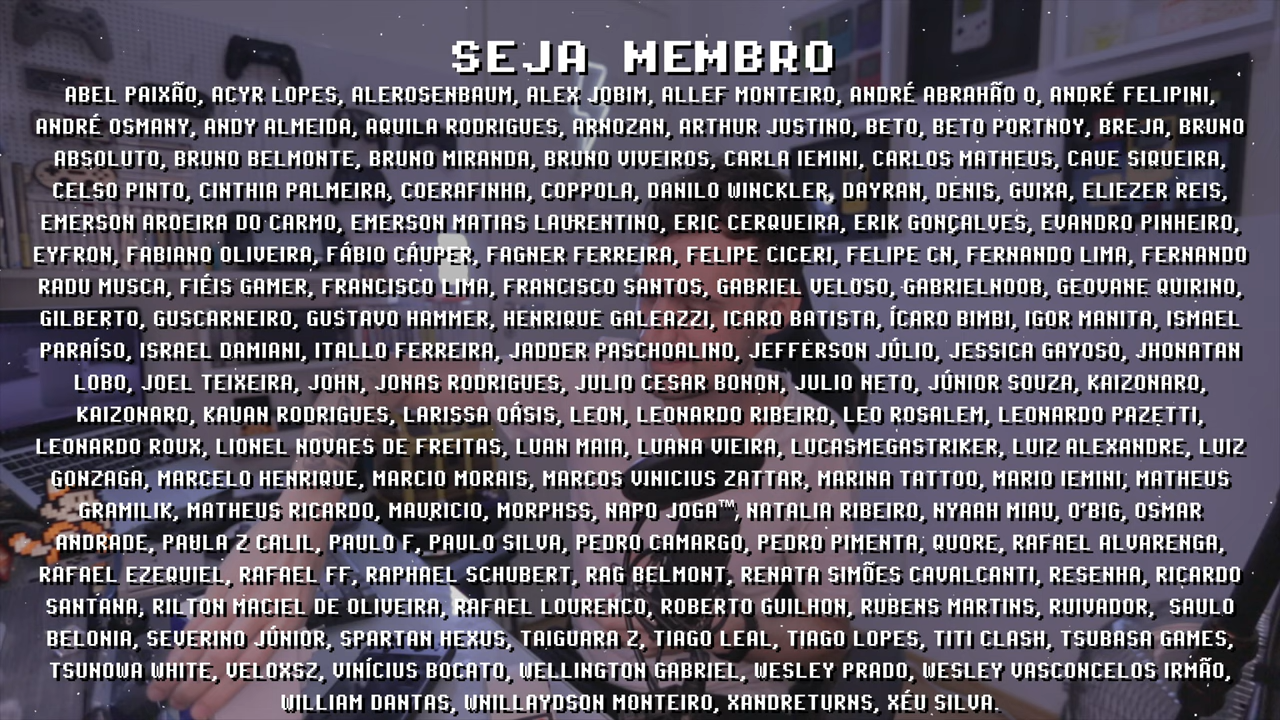 SEJA MEMBRO
ABEL PAIXÃO, ACYR LOPES, ALEROSENBAUM, ALEX JOBIM, ALLEF MONTEIRO, ANDRÉ ABRAHÃO O, ANDRÉ FELIPINI,
ANDRÉ OSMANY, ANDY ALMEIDA, AQUILA RODRIGUES, ARNOZAN, ARTHUR JUSTINO, BETO, BETO PORTNOY, BREJA, BRUNO
ABSOLUTO, BRUNO BELMONTE, BRUNO MIRANDA, BRUNO VIVEIROS, CARLA IEMINI, CARLOS MATHEUS, CAUE SIQUEIRA,
CELSO PINTO, CINTHIA PALMEIRA, COERAFINHA, COPPOLA, DANILO WINCKLER, DAYRAN, DENIS, GUIXA, ELIEZER REIS,
EMERSON AROEIRA DO CARMO, EMERSON MATIAS LAURENTINO, ERIC CERQUEIRA, ERIK GONÇALVES, EVANDRO PINHEIRO,
EYFRON, FABIANO OLIVEIRA, FÁBIO CÁUPER, FAGNER FERREIRA, FELIPE CICERI, FELIPE CN, FERNANDO LIMA, FERNANDO
RADU MUSCA, FIÉIS GAMER, FRANCISCO LIMA, FRANCISCO SANTOS, GABRIEL VELOSO, GABRIELNOOB, GEOVANE QUIRINO,
GILBERTO, GUSCARNEIRO, GUSTAVO HAMMER, HENRIQUE GALEAZZI, ICARO BATISTA, ÍCARO BIMBI, IGOR MANITA, ISMAEL
PARAÍSO, ISRAEL DAMIANI, ITALLO FERREIRA, JADDER PASCHOALINO, JEFFERSON JÚLIO, JESSICA GAYOSO, JHONATAN
LOBO, JOEL TEIXEIRA, JOHN, JONAS RODRIGUES, JULIO CESAR BONON, JULIO NETO, JÚNIOR SOUZA, KAIZONARO,
KAIZONARO, KAUAN RODRIGUES, LARISSA OÁSIS, LEON, LEONARDO RIBEIRO, LEO ROSALEM, LEONARDO PAZETTI,
LEONARDO ROUX, LIONEL NOVAES DE FREITAS, LUAN MAIA, LUANA VIEIRA, LUCASMEGASTRIKER, LUIZ ALEXANDRE, LUIZ
GONZAGA, MARCELO HENRIQUE, MARCIO MORAIS, MARCOS VINICIUS ZATTAR, MARINA TATTOO, MARIO IEMINI, MATHEUS
GRAMILIK, MATHEUS RICARDO, MAURICIO, MORPHSS, NAPO JOGA™, NATALIA RIBEIRO, NYAAH MIAU, O'BIG, OSMAR
ANDRADE, PAULA Z CALIL, PAULO F, PAULO SILVA, PEDRO CAMARGO, PEDRO PIMENTA, QUORE, RAFAEL ALVARENGA,
RAFAEL EZEQUIEL, RAFAEL FF, RAPHAEL SCHUBERT, RAG BELMONT, RENATA SIMÕES CAVALCANTI, RESENHA, RICARDO
SANTANA, RILTON MACIEL DE OLIVEIRA, RAFAEL LOURENCO, ROBERTO GUILHON, RUBENS MARTINS, RUIVADOR, SAULO
BELONIA, SEVERINO JÚNIOR, SPARTAN HEXUS, TAIGUARA Z, TIAGO LEAL, TIAGO LOPES, TITI CLASH, TSUBASA GAMES,
TSUNOWA WHITE, VELOXSZ, VINÍCIUS BOCATO, WELLINGTON GABRIEL, WESLEY PRADO, WESLEY VASCONCELOS IRMÃO,
WILLIAM DANTAS, WNILLAYDSON MONTEIRO, XANDRETURNS, XÉU SILVA.